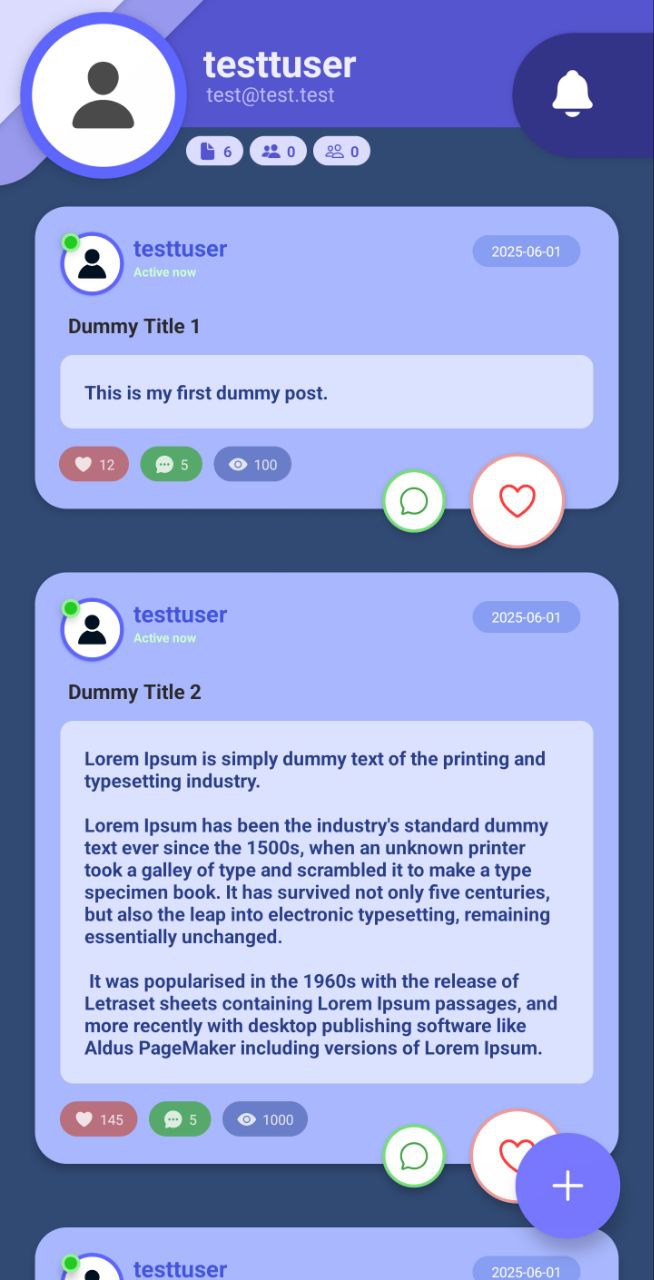 testtuser
test@test.test
6 0 0
testtuser
2025-06-01
Active now
Dummy Title 1
This is my first dummy post.
12 5 100
testtuser
2025-06-01
Active now
Dummy Title 2
Lorem Ipsum is simply dummy text of the printing and
typesetting industry.
Lorem Ipsum has been the industry's standard dummy
text ever since the 1500s, when an unknown printer
took a galley of type and scrambled it to make a type
specimen book. It has survived not only five centuries,
but also the leap into electronic typesetting, remaining
essentially unchanged.
It was popularised in the 1960s with the release of
Letraset sheets containing Lorem Ipsum passages, and
more recently with desktop publishing software like
Aldus PageMaker including versions of Lorem Ipsum.
145 5 1000
testtuser
2025-06-01